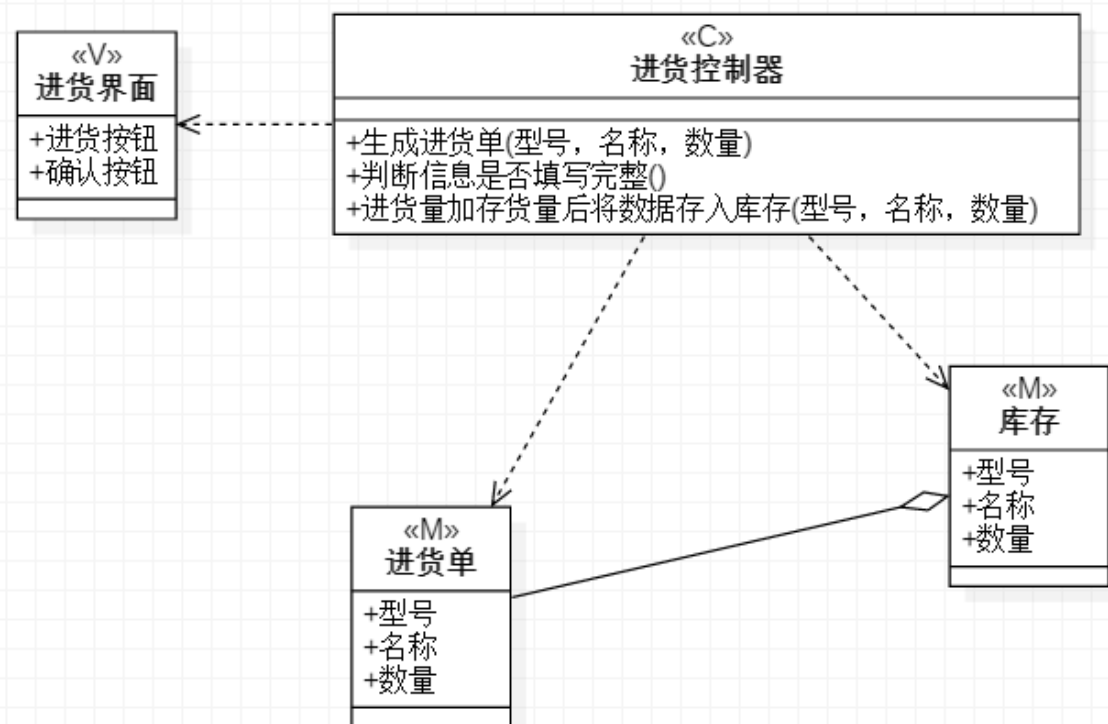 «V»
进货界面
+进货按钮
+确认按钮
«C»
进货控制器
+生成进货单(型号，名称，数量)
+判断信息是否填写完整()
+进货量加存货量后将数据存入库存(型号，名称，数量)
«M»
库存
+型号
+名称
+数量
«M»
进货单
+型号
+名称
+数量